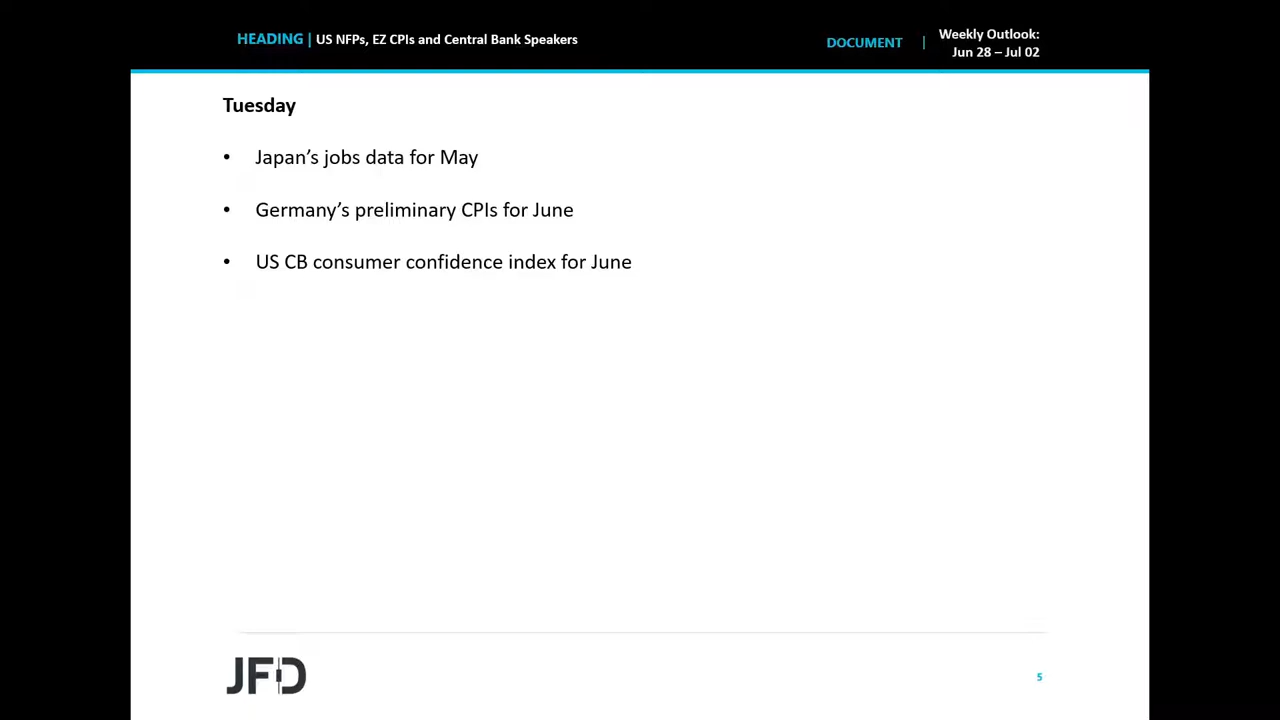 HEADING | US NFPs, EZ CPIs and Central Bank Speakers
DOCUMENT |
Weekly Outlook:
Jun 28 – Jul 02
Tuesday
• Japan’s jobs data for May
• Germany’s preliminary CPIs for June
• US CB consumer confidence index for June
JFD
5